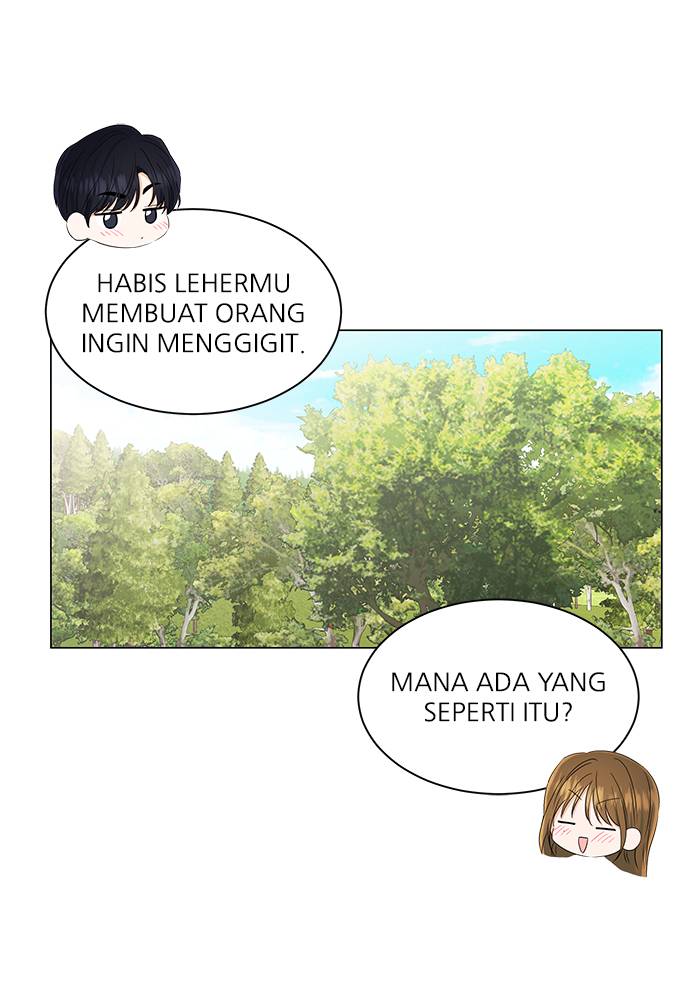 HABIS LEHERMU
MEMBUAT ORANG
INGIN MENGGIGIT.
MANA ADA YANG
SEPERTI ITU?